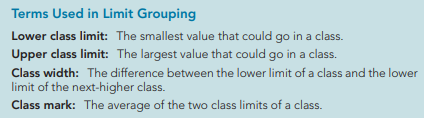 Terms Used in Limit Grouping
Lower class limit: The smallest value that could go in a class.
Upper class limit: The largest value that could go in a class.
Class width: The difference between the lower limit of a class and the lower
limit of the next-higher class.
Class mark: The average of the two class limits of a class.